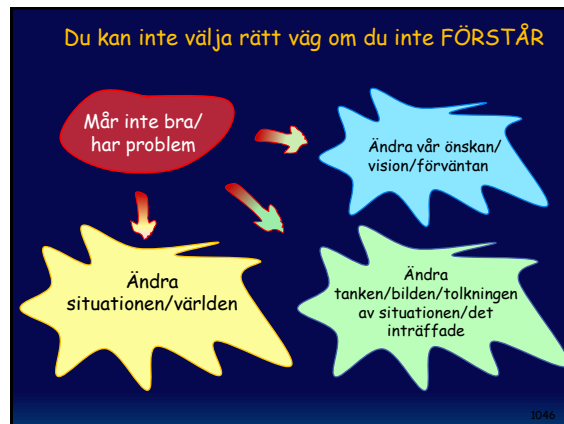 Du kan inte välja rätt väg om du inte FÖRSTÅR
Mår inte bra/
har problem
Ändra vår önskan/
vision/förväntan
Ändra
situationen/världen
Ändra
tanken/bilden/tolkningen
av situationen/det
inträffade
1046